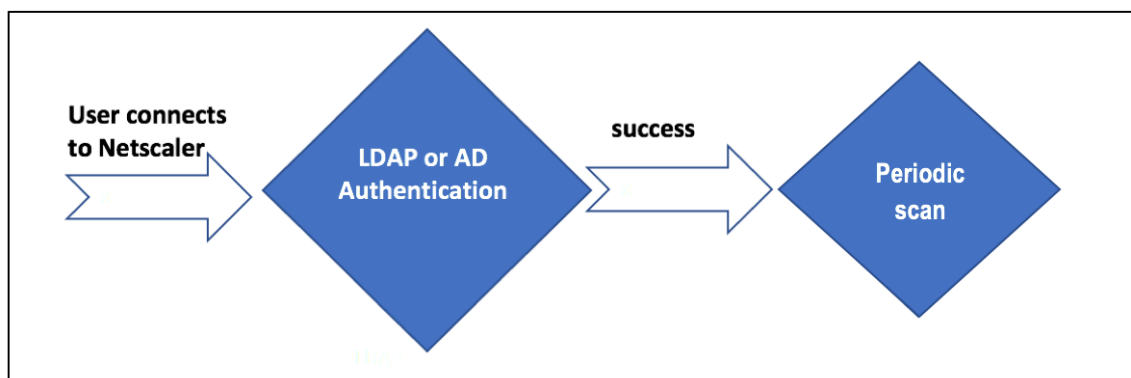 User connects
to Netscaler
LDAP or AD
Authentication
success
Periodic
scan